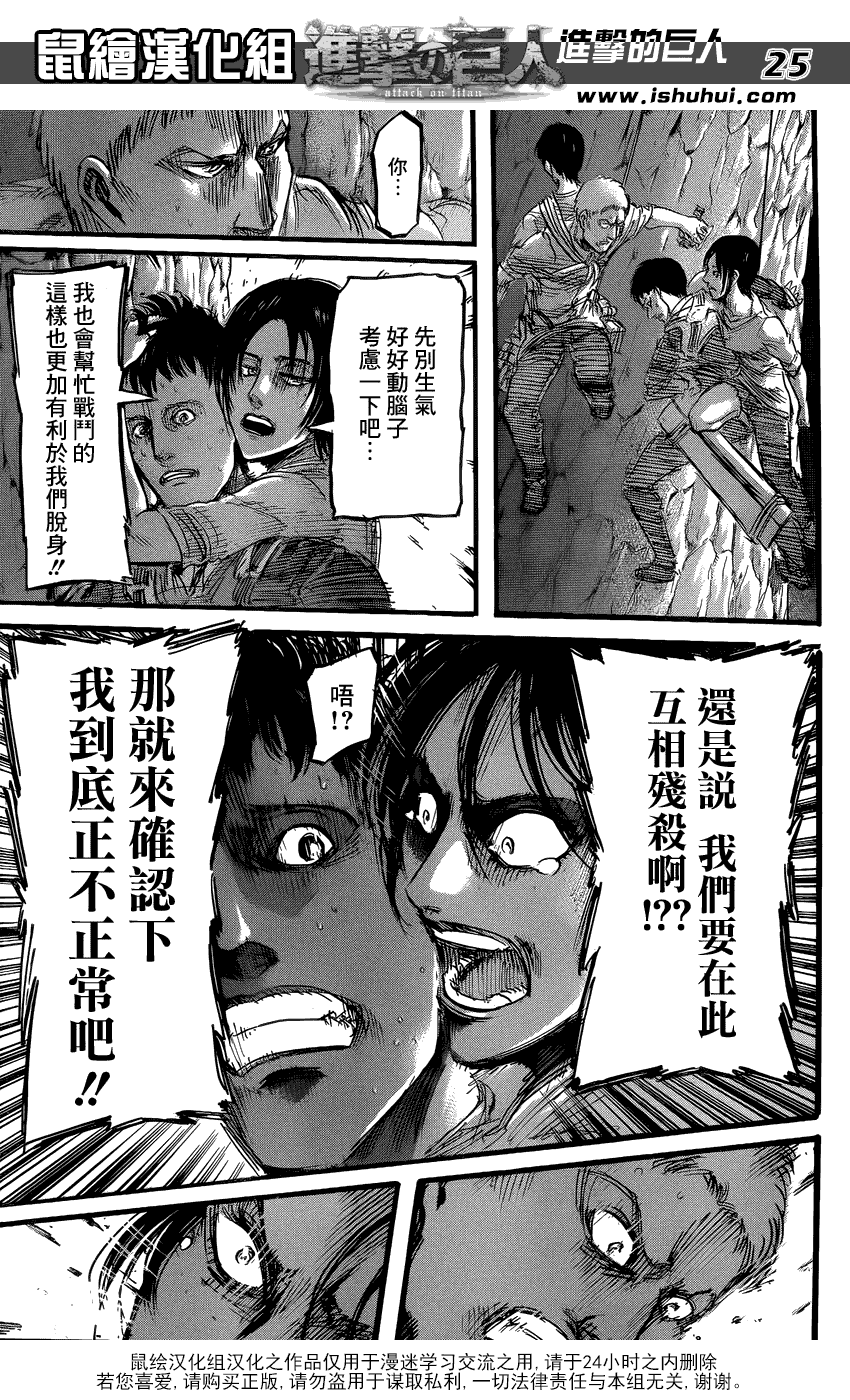 鼠繪漢化組
進撃の巨人
attack on titan
進擊的巨人
25
www.ishuhui.com
你…
先別生氣
好好動腦子
考慮一下吧…
我也會幫忙戰鬥的
這樣也更加有利於我們脫身!!
還是説 我們要在此
互相殘殺啊!??
唔!?
那就來確認下
我到底正不正常吧!!
鼠绘汉化组汉化之作品仅用于漫迷学习交流之用,请于24小时之内删除
若您喜爱,请购买正版,请勿盗用于谋取私利,一切法律责任与本组无关,谢谢。